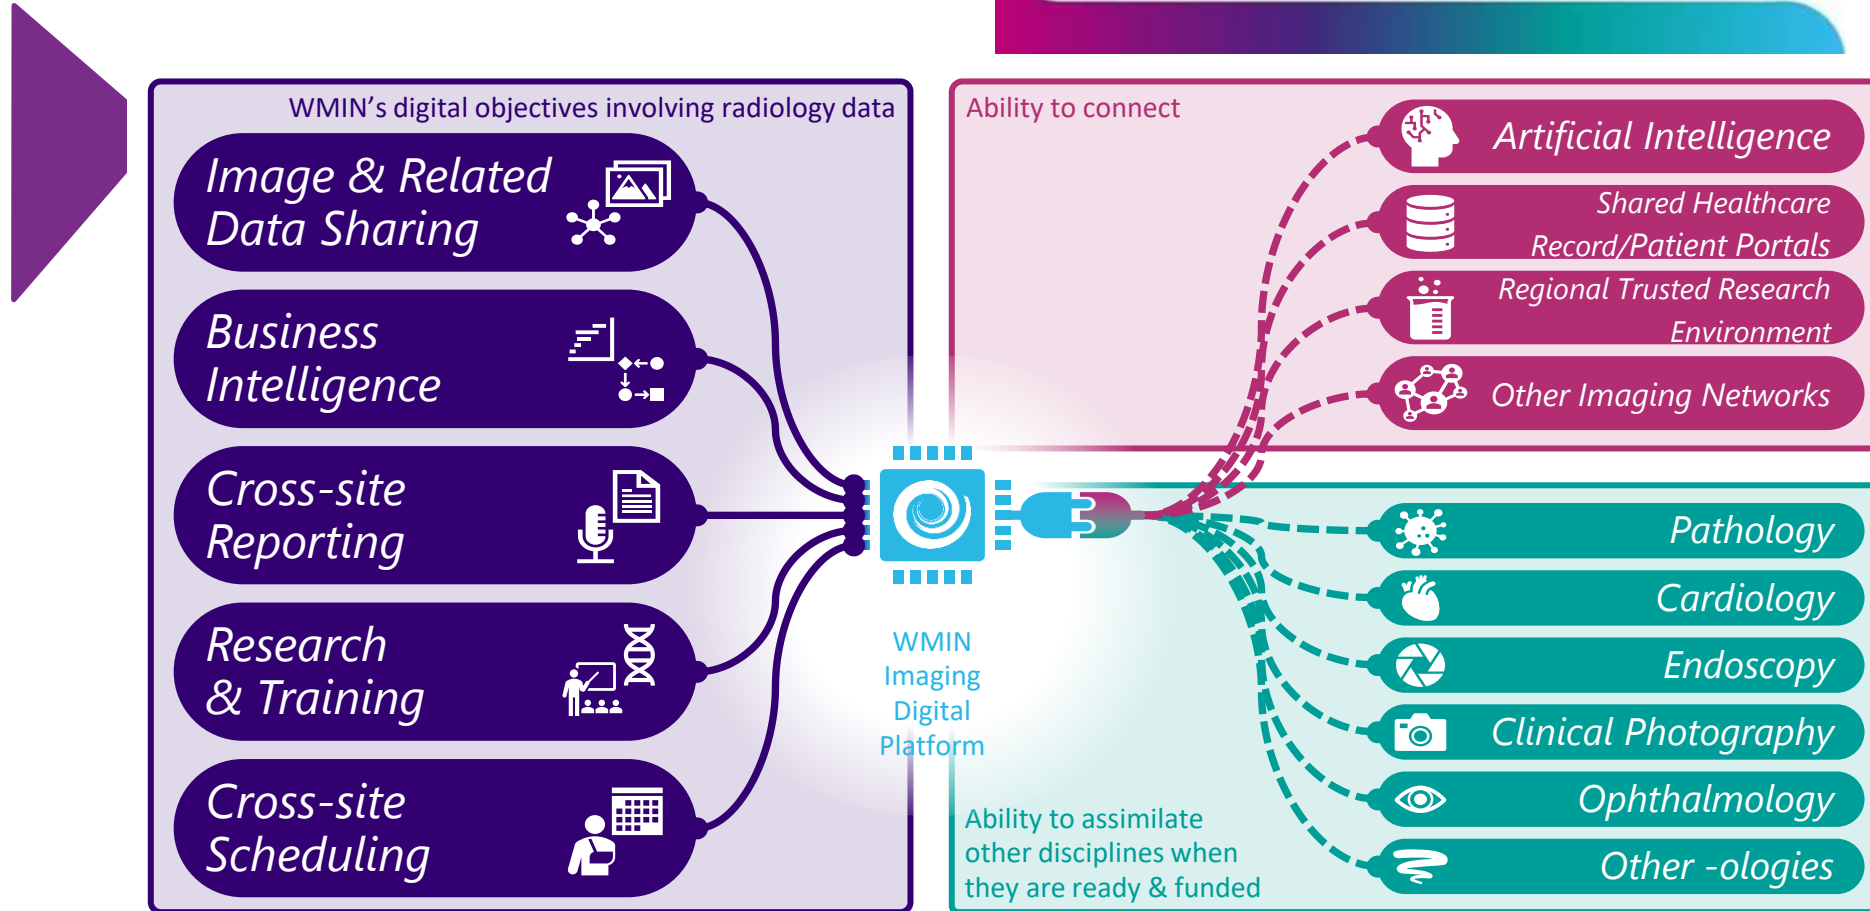 WMIN's digital objectives involving radiology data
Image & Related
Data Sharing
Business
Intelligence
Cross-site
Reporting
Research
& Training
Cross-site
Scheduling
WMIN
Imaging
Digital
Platform
Ability to connect
Artificial Intelligence
Shared Healthcare
Record/Patient Portals
Regional Trusted Research
Environment
Other Imaging Networks
Pathology
Cardiology
Endoscopy
Clinical Photography
Ophthalmology
Other -ologies
Ability to assimilate
other disciplines when
they are ready & funded